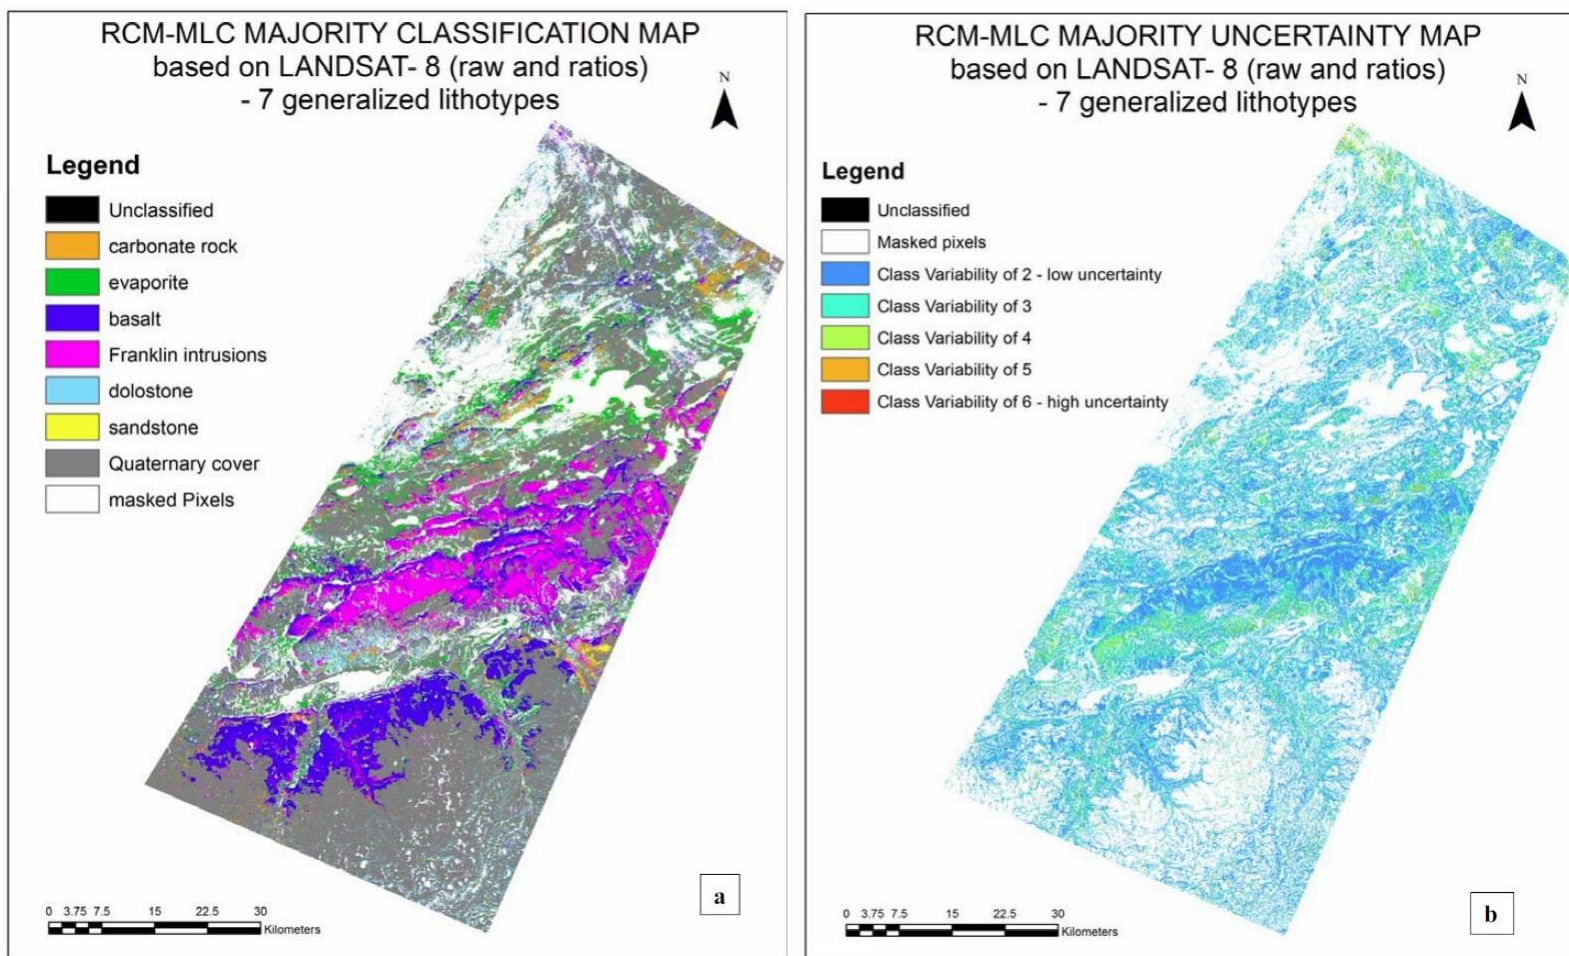 RCM-MLC MAJORITY CLASSIFICATION MAP
based on LANDSAT- 8 (raw and ratios)
- 7 generalized lithotypes
N
Legend
Unclassified
carbonate rock
evaporite
basalt
Franklin intrusions
dolostone
sandstone
Quaternary cover
masked Pixels
0 3.75 7.5 15 22.5 30
Kilometers
a
RCM-MLC MAJORITY UNCERTAINTY MAP
based on LANDSAT- 8 (raw and ratios)
- 7 generalized lithotypes
N
Legend
Unclassified
Masked pixels
Class Variability of 2 - low uncertainty
Class Variability of 3
Class Variability of 4
Class Variability of 5
Class Variability of 6 - high uncertainty
0 3.75 7.5 15 22.5 30
Kilometers
b